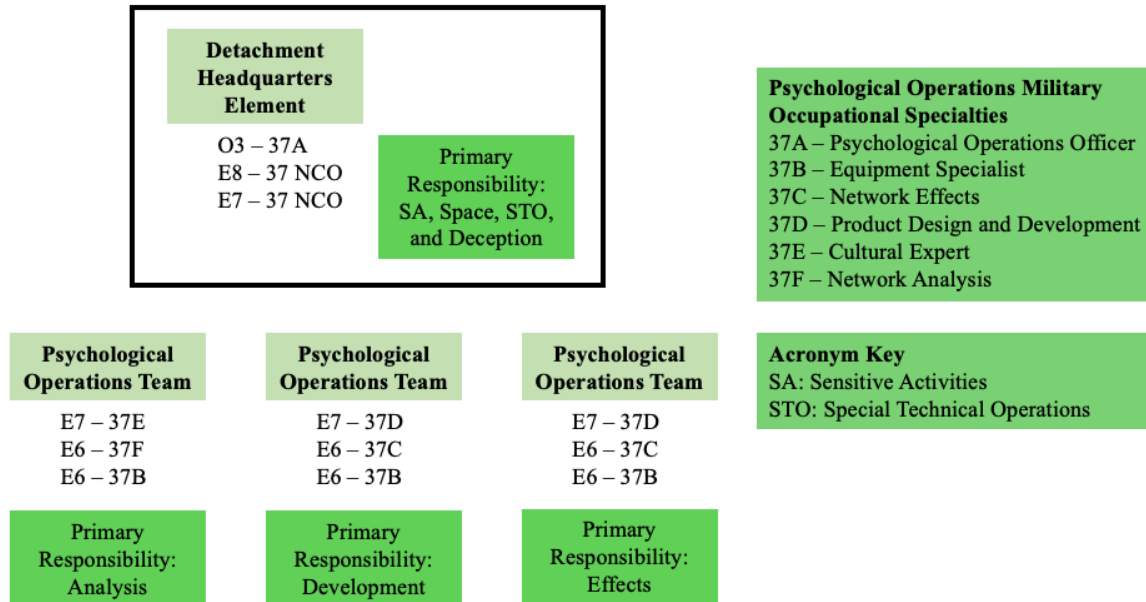 Detachment
Headquarters
Element
O3 – 37A
E8 – 37 NCO
E7 – 37 NCO
Primary
Responsibility:
SA, Space, STO,
and Deception
Psychological Operations Military
Occupational Specialties
37A – Psychological Operations Officer
37B – Equipment Specialist
37C – Network Effects
37D – Product Design and Development
37E – Cultural Expert
37F – Network Analysis
Psychological
Operations Team
E7 – 37E
E6 – 37F
E6 – 37B
Primary
Responsibility:
Analysis
Psychological
Operations Team
E7 – 37D
E6 – 37C
E6 – 37B
Primary
Responsibility:
Development
Psychological
Operations Team
E7 – 37D
E6 – 37C
E6 – 37B
Primary
Responsibility:
Effects
Acronym Key
SA: Sensitive Activities
STO: Special Technical Operations